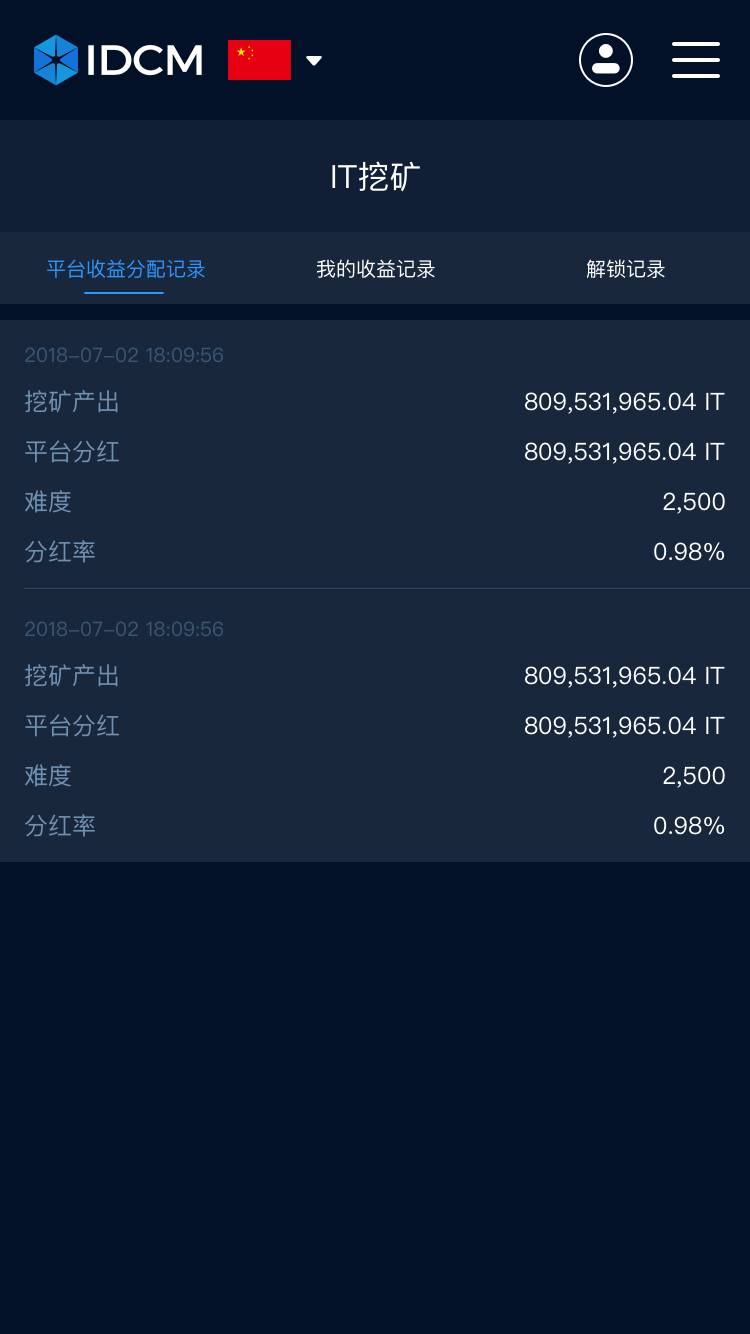 IDCM
IT挖矿
平台收益分配记录 我的收益记录 解锁记录
2018-07-02 18:09:56
挖矿产出 809,531,965.04 IT
平台分红 809,531,965.04 IT
难度 2,500
分红率 0.98%
2018-07-02 18:09:56
挖矿产出 809,531,965.04 IT
平台分红 809,531,965.04 IT
难度 2,500
分红率 0.98%